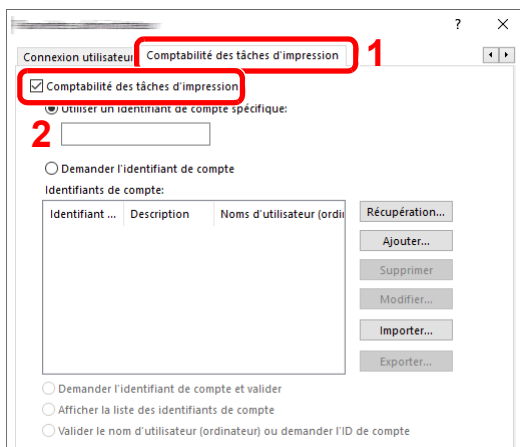 ? ×
Connexion utilisateur Comptabilité des tâches d'impression 1
Comptabilité des tâches d'impression
Utiliser un identifiant de compte spécifique:
2
Demander l'identifiant de compte
Identifiants de compte:
Identifiant ... Description Noms d'utilisateur (ordin
Récupération...
Ajouter...
Supprimer
Modifier...
Importer...
Exporter...
Demander l'identifiant de compte et valider
Afficher la liste des identifiants de compte
Valider le nom d'utilisateur (ordinateur) ou demander l'ID de compte